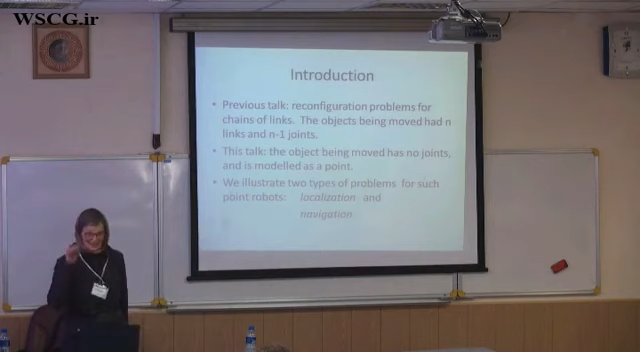 WSCG.ir
Introduction
• Previous talk: reconfiguration problems for
chains of links. The objects being moved had n
links and n-1 joints.
• This talk: the object being moved has no joints,
and is modelled as a point.
• We illustrate two types of problems for such
point robots: localization and
navigation